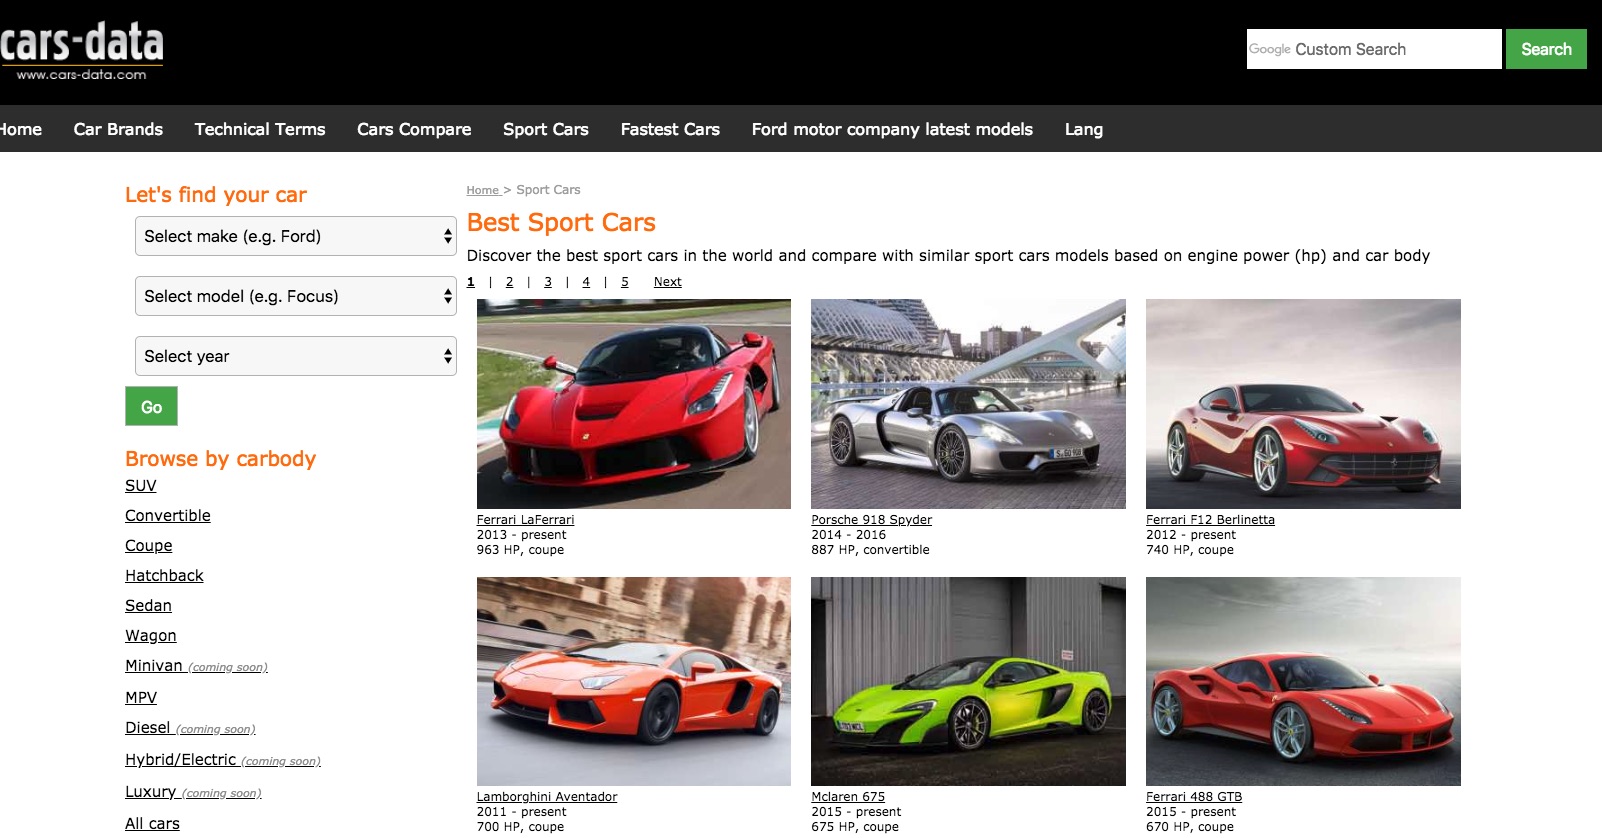 cars-data
www.cars-data.com
Google Custom Search
Search
Home
Car Brands
Technical Terms
Cars Compare
Sport Cars
Fastest Cars
Ford motor company latest models
Lang
Let's find your car
Select make (e.g. Ford)
Select model (e.g. Focus)
Select year
Go
Browse by carbody
SUV
Convertible
Coupe
Hatchback
Sedan
Wagon
Minivan (coming soon)
MPV
Diesel (coming soon)
Hybrid/Electric (coming soon)
Luxury (coming soon)
All cars
Home > Sport Cars
Best Sport Cars
Discover the best sport cars in the world and compare with similar sport cars models based on engine power (hp) and car body
1 | 2 | 3 | 4 | 5 Next
Ferrari LaFerrari
2013 - present
963 HP, coupe
Porsche 918 Spyder
2014 - 2016
887 HP, convertible
Ferrari F12 Berlinetta
2012 - present
740 HP, coupe
Lamborghini Aventador
2011 - present
700 HP, coupe
Mclaren 675
2015 - present
675 HP, coupe
Ferrari 488 GTB
2015 - present
670 HP, coupe